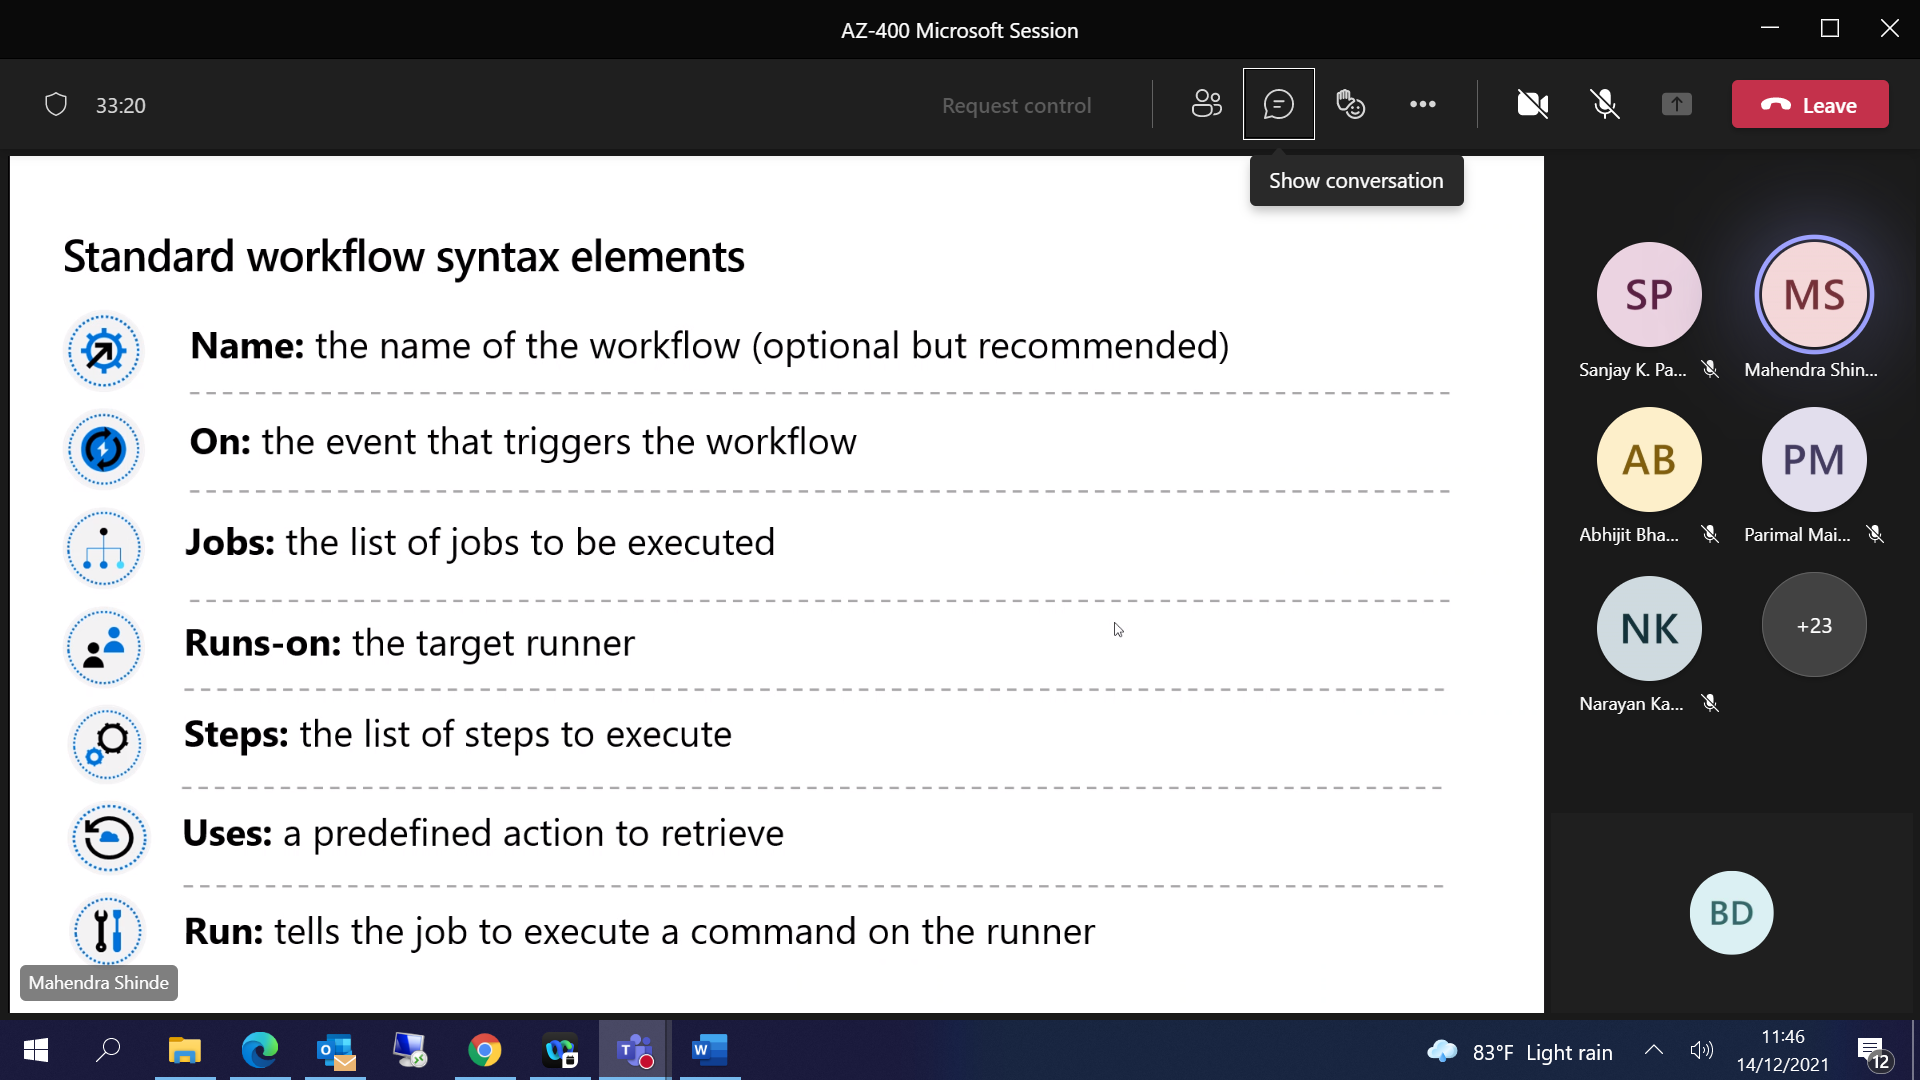 AZ-400 Microsoft Session
33:20
Request control
Leave
Show conversation
Standard workflow syntax elements
Name: the name of the workflow (optional but recommended)
On: the event that triggers the workflow
Jobs: the list of jobs to be executed
Runs-on: the target runner
Steps: the list of steps to execute
Uses: a predefined action to retrieve
Run: tells the job to execute a command on the runner
Mahendra Shinde
SP
MS
Sanjay K. Pa...
Mahendra Shin...
AB
PM
Abhijit Bha...
Parimal Mai...
NK
+23
Narayan Ka...
BD
83°F Light rain
11:46
14/12/2021
12